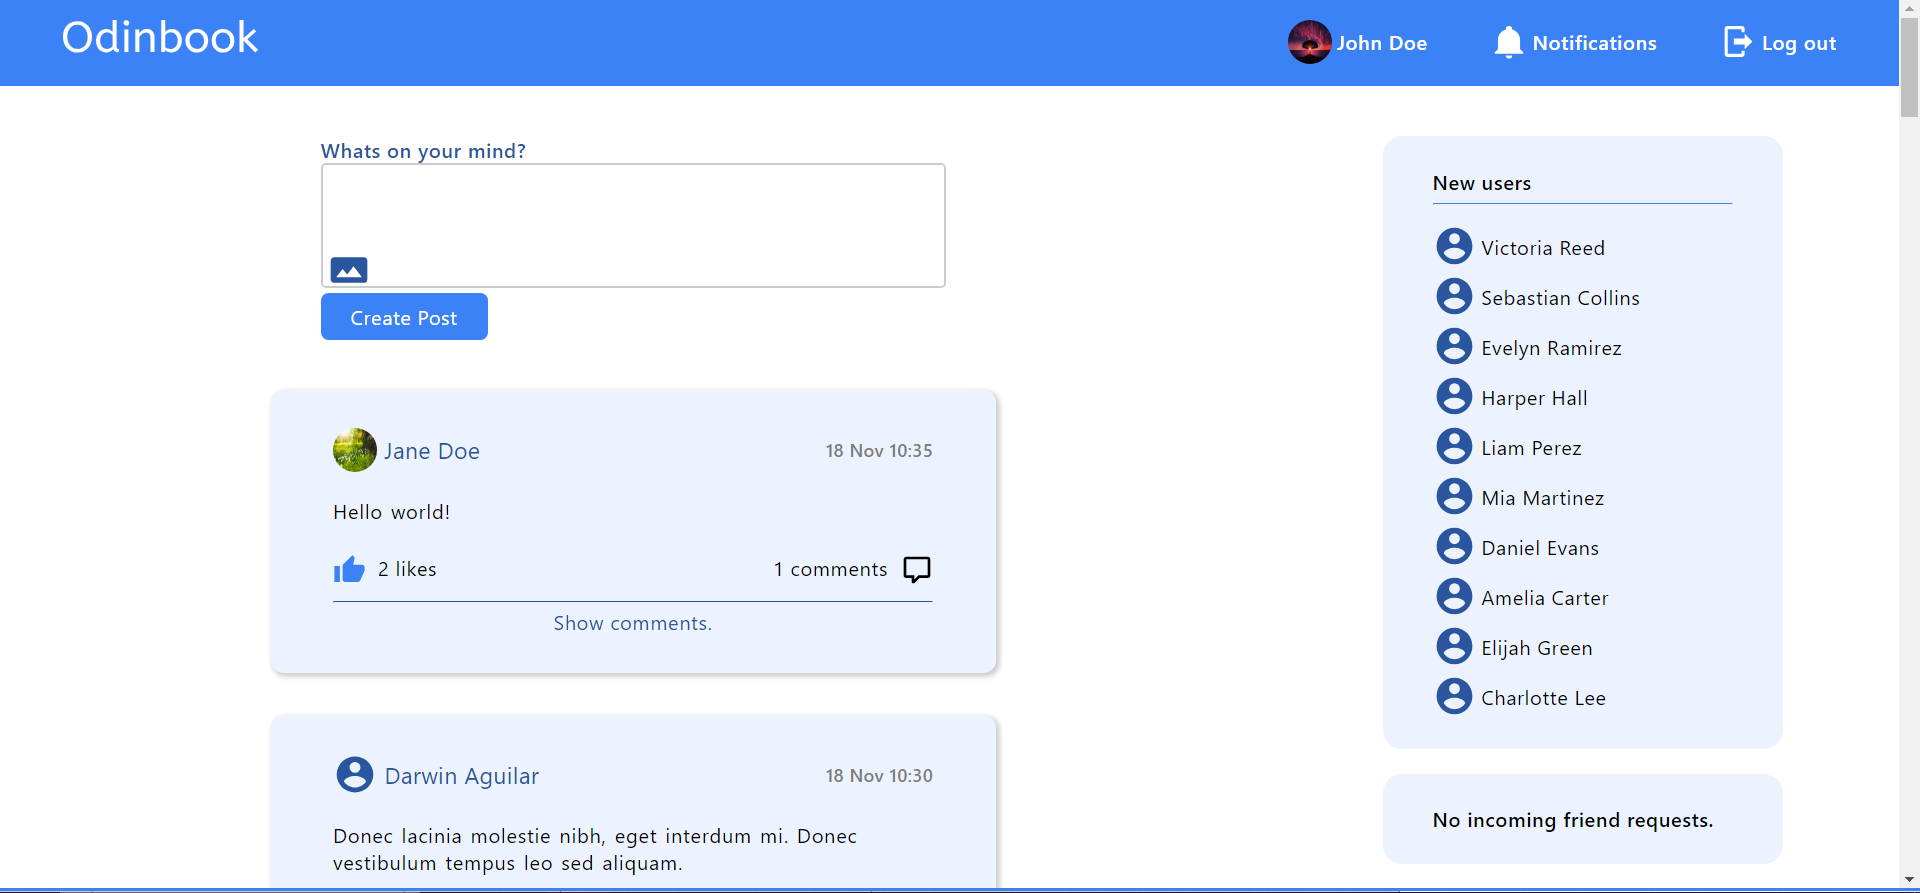 Odinbook
John Doe
Notifications
Log out
Whats on your mind?
Create Post
Jane Doe
18 Nov 10:35
Hello world!
2 likes
1 comments
Show comments.
Darwin Aguilar
18 Nov 10:30
Donec lacinia molestie nibh, eget interdum mi. Donec
vestibulum tempus leo sed aliquam.
New users
Victoria Reed
Sebastian Collins
Evelyn Ramirez
Harper Hall
Liam Perez
Mia Martinez
Daniel Evans
Amelia Carter
Elijah Green
Charlotte Lee
No incoming friend requests.